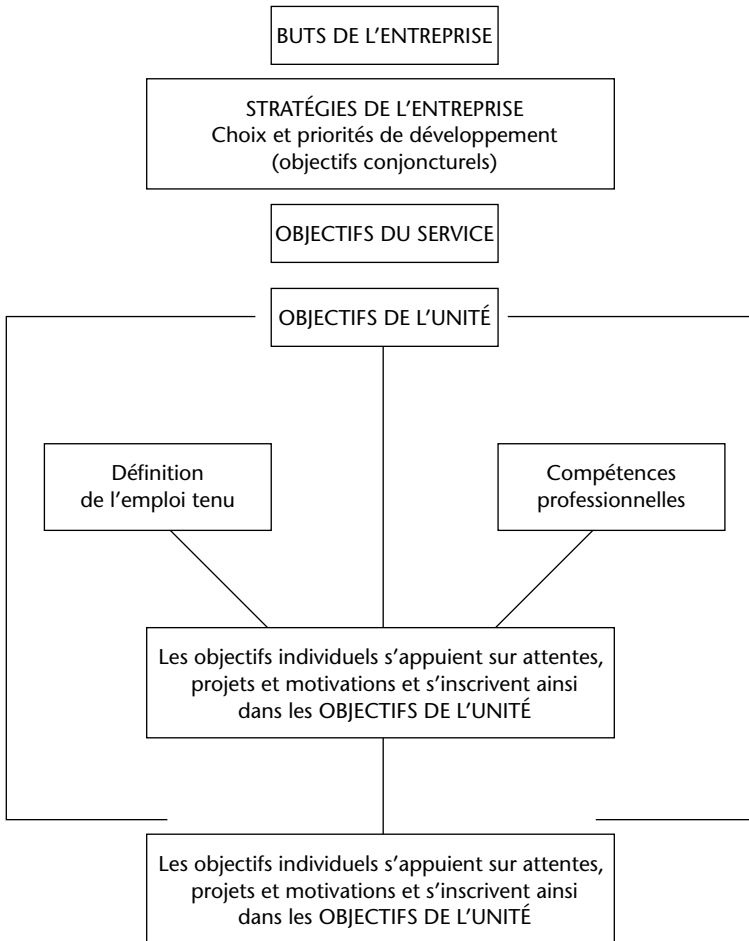 BUTS DE L’ENTREPRISE
STRATÉGIES DE L’ENTREPRISE
Choix et priorités de développement
(objectifs conjoncturels)
OBJECTIFS DU SERVICE
OBJECTIFS DE L’UNITÉ
Définition
de l’emploi tenu
Compétences
professionnelles
Les objectifs individuels s’appuient sur attentes,
projets et motivations et s’inscrivent ainsi
dans les OBJECTIFS DE L’UNITÉ
Les objectifs individuels s’appuient sur attentes,
projets et motivations et s’inscrivent ainsi
dans les OBJECTIFS DE L’UNITÉ